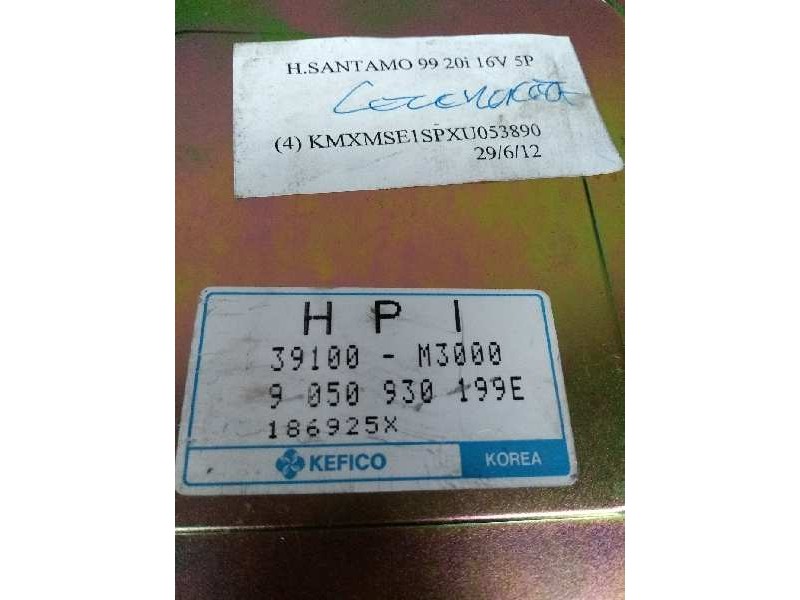 H.SANTAMO 99 20i 16V 5P
(4) KMXMSE1SPXU053890
29/6/12
H P I
39100 - M3000
9 050 930 199E
186925X
KEFICO KOREA